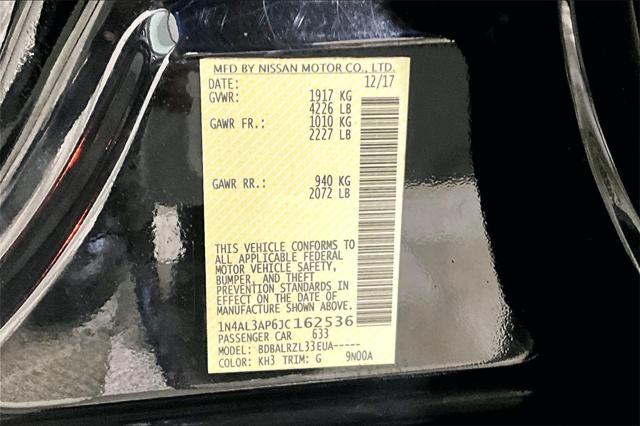 MFD BY NISSAN MOTOR CO., LTD.
DATE: 12/17
GVWR: 1917 KG
4226 LB
GAWR FR.: 1010 KG
2227 LB
GAWR RR.: 940 KG
2072 LB
THIS VEHICLE CONFORMS TO
ALL APPLICABLE FEDERAL
MOTOR VEHICLE SAFETY,
BUMPER, AND THEFT
PREVENTION STANDARDS IN
EFFECT ON THE DATE OF
MANUFACTURE SHOWN ABOVE.
1N4AL3AP6JC162536
PASSENGER CAR 633
MODEL: BDBALRZL33EUA-----
COLOR: KH3 TRIM: G 9N00A